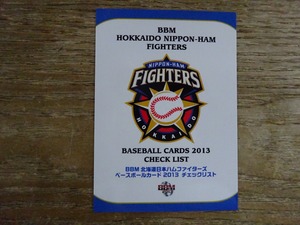 BBM
HOKKAIDO NIPPON-HAM
FIGHTERS
NIPPON-HAM
FIGHTERS
HOKKAIDO
BASEBALL CARDS 2013
CHECK LIST
BBM 北海道日本ハムファイターズ
ベースボールカード 2013 チェックリスト
BBM